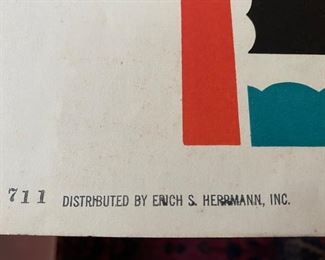 711 DISTRIBUTED BY ERICH S. HERRMANN, INC.